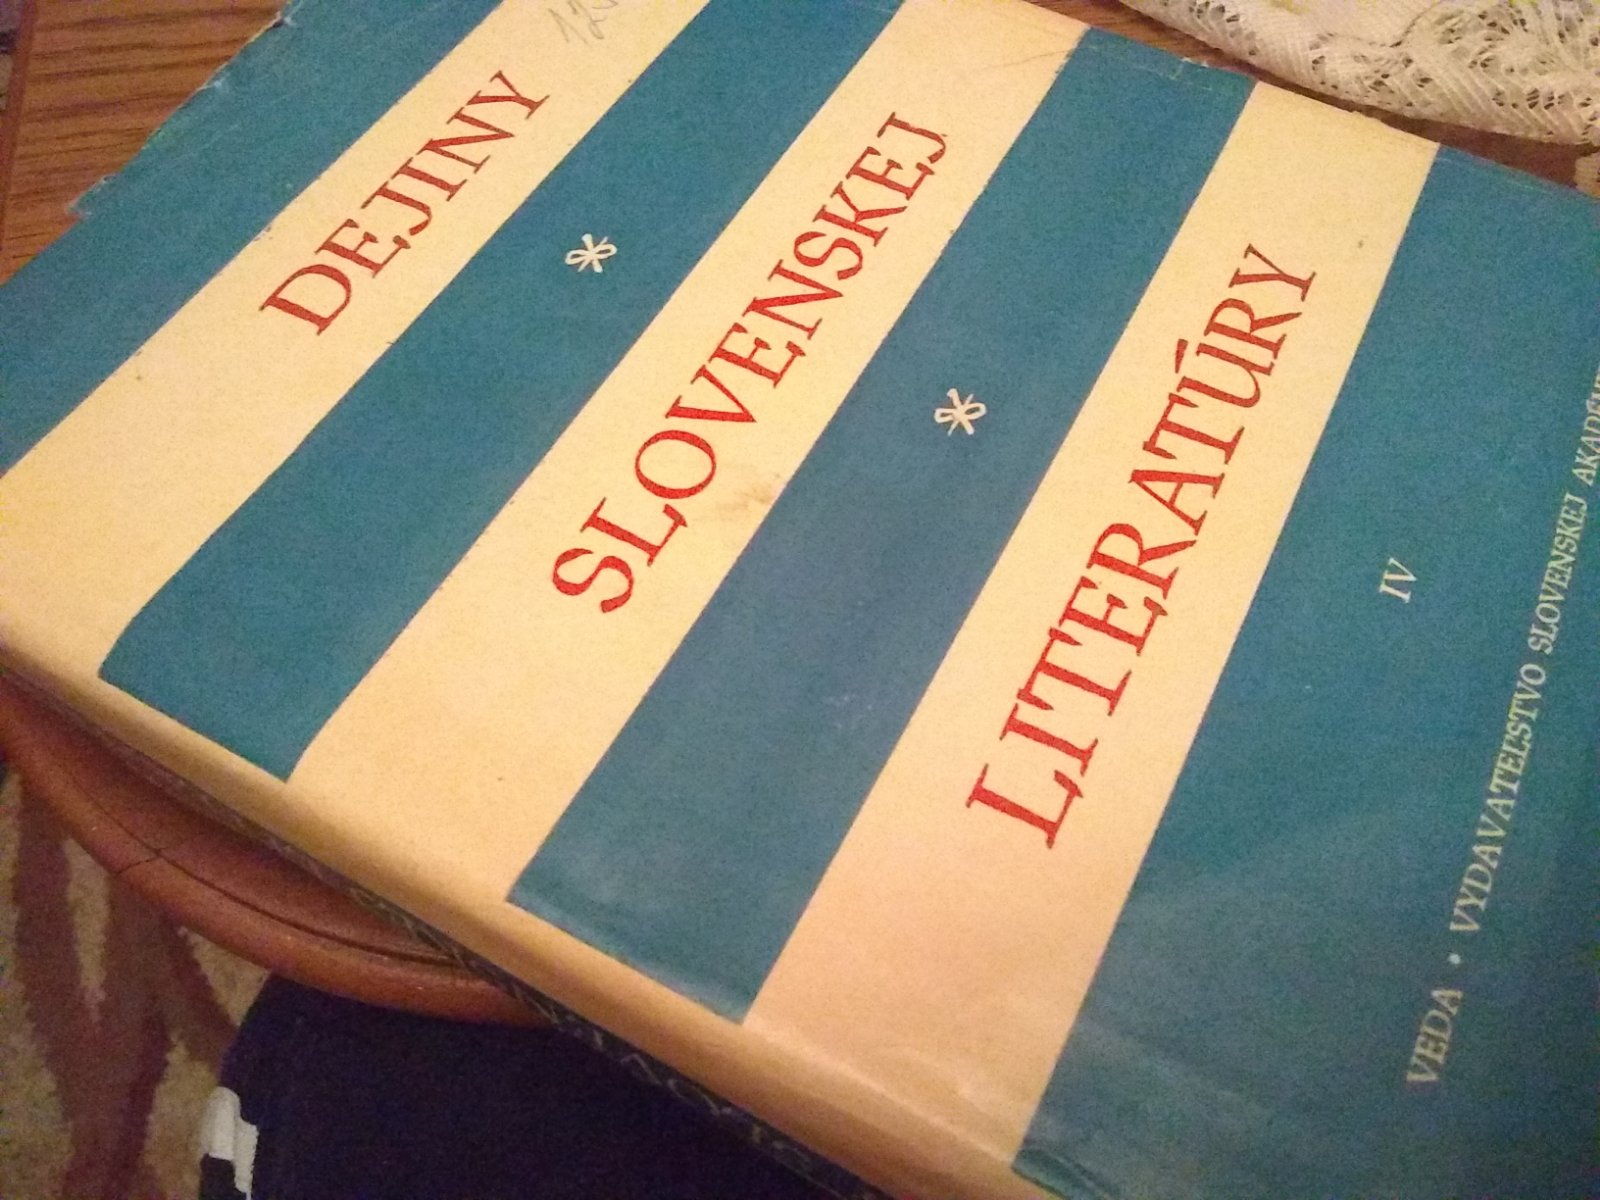 DEJINY
SLOVENSKEJ
LITERATÚRY
IV
VEDA • VYDAVATEĽSTVO SLOVENSKEJ